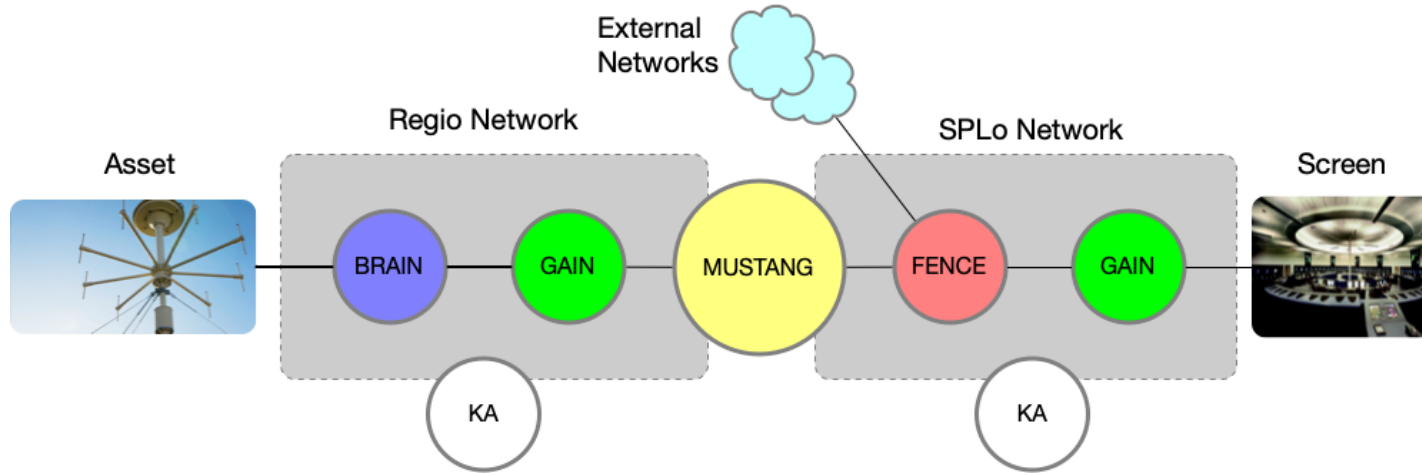 External
Networks
Regio Network
SPLo Network
Asset
Screen
BRAIN
GAIN
MUSTANG
FENCE
GAIN
KA
KA